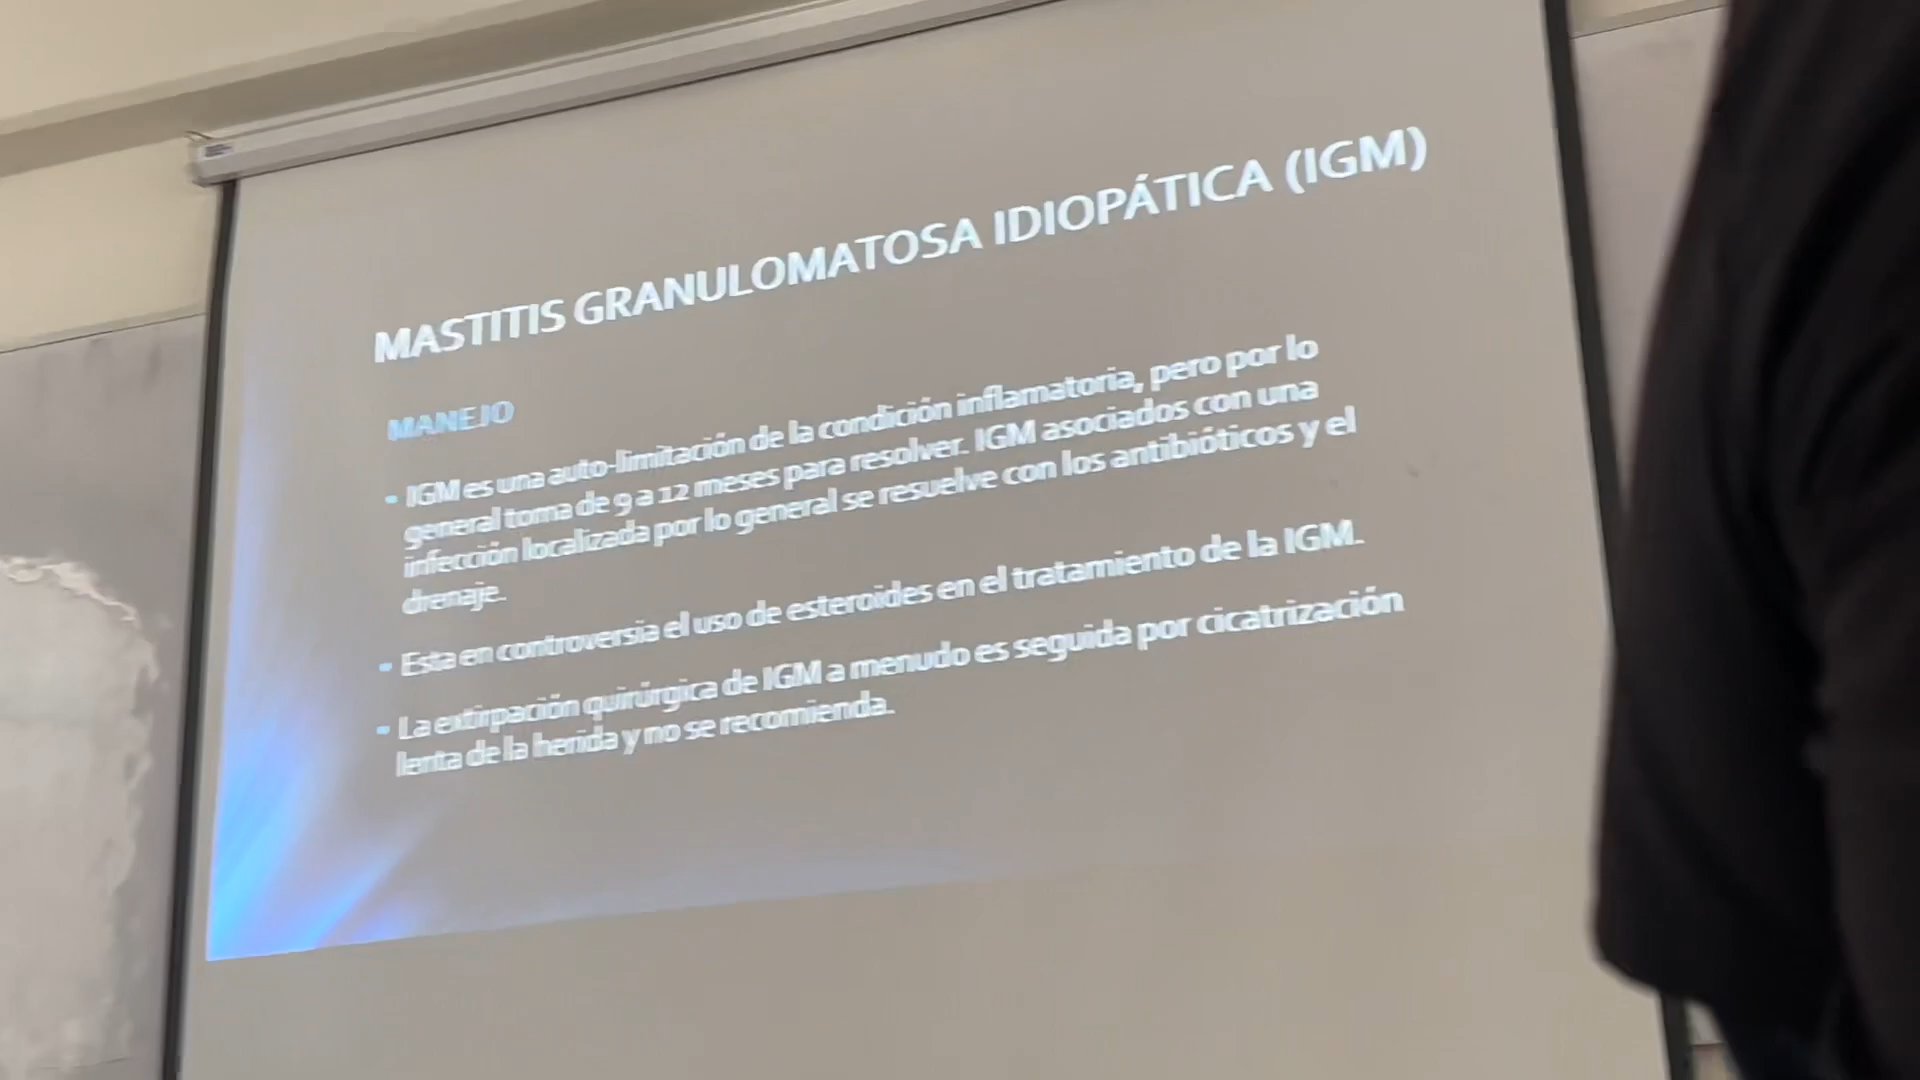 MASTITIS GRANULOMATOSA IDIOPÁTICA (IGM)
MANEJO
- IGM es una auto-limitación de la condición inflamatoria, pero por lo
general toma de 9 a 12 meses para resolver. IGM asociados con una
infección localizada por lo general se resuelve con los antibióticos y el
drenaje.
- Esta en controversia el uso de esteroides en el tratamiento de la IGM.
- La extirpación quirúrgica de IGM a menudo es seguida por cicatrización
lenta de la herida y no se recomienda.